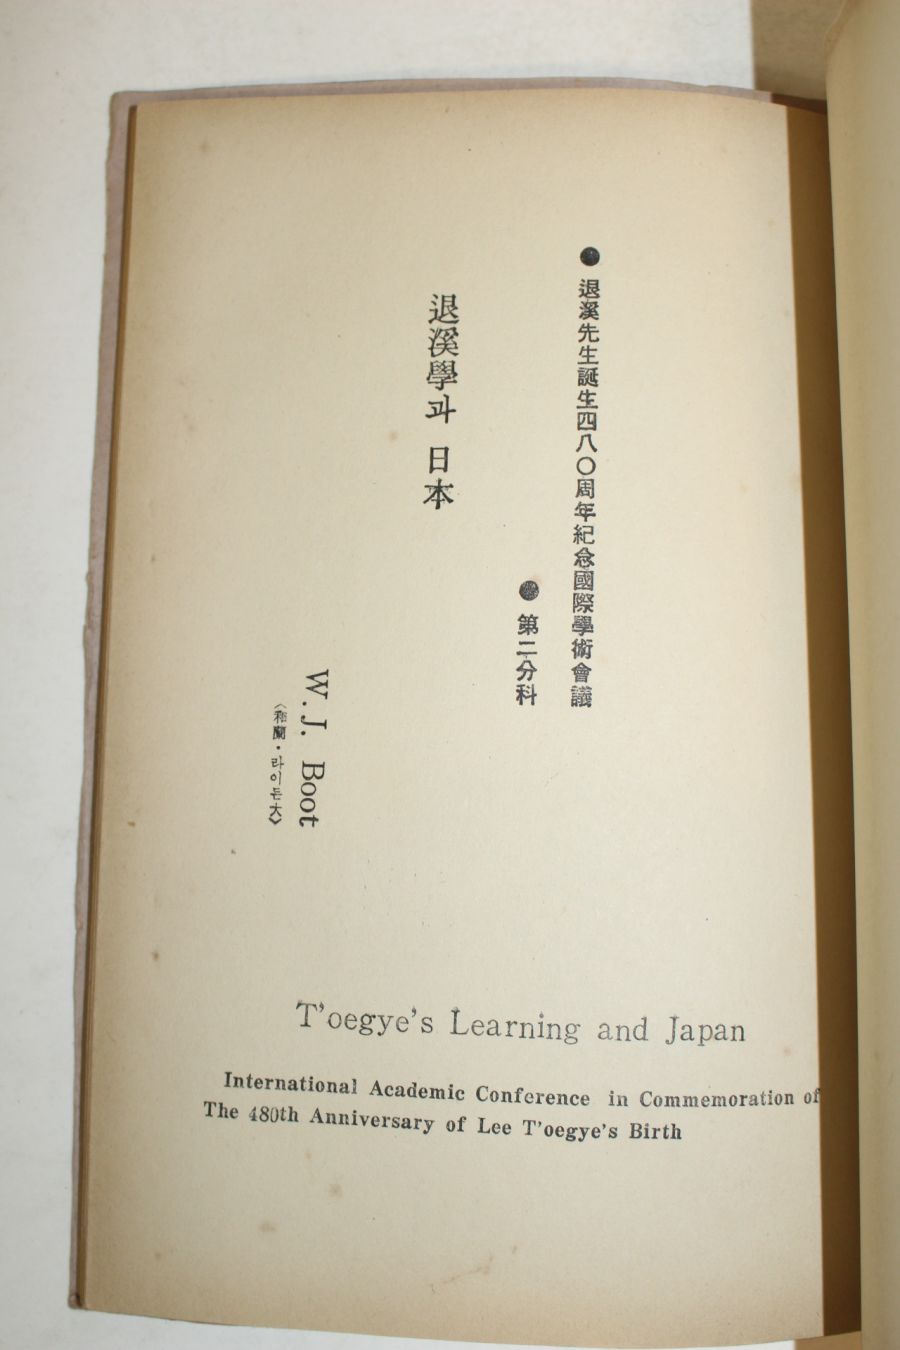 ●退溪先生誕生四八〇周年紀念國際學術會議
●第二分科
退溪學과 日本
W.J. Boot
〈和蘭·라이든大〉
T'oegye's Learning and Japan
International Academic Conference in Commemoration of
The 480th Anniversary of Lee T'oegye's Birth